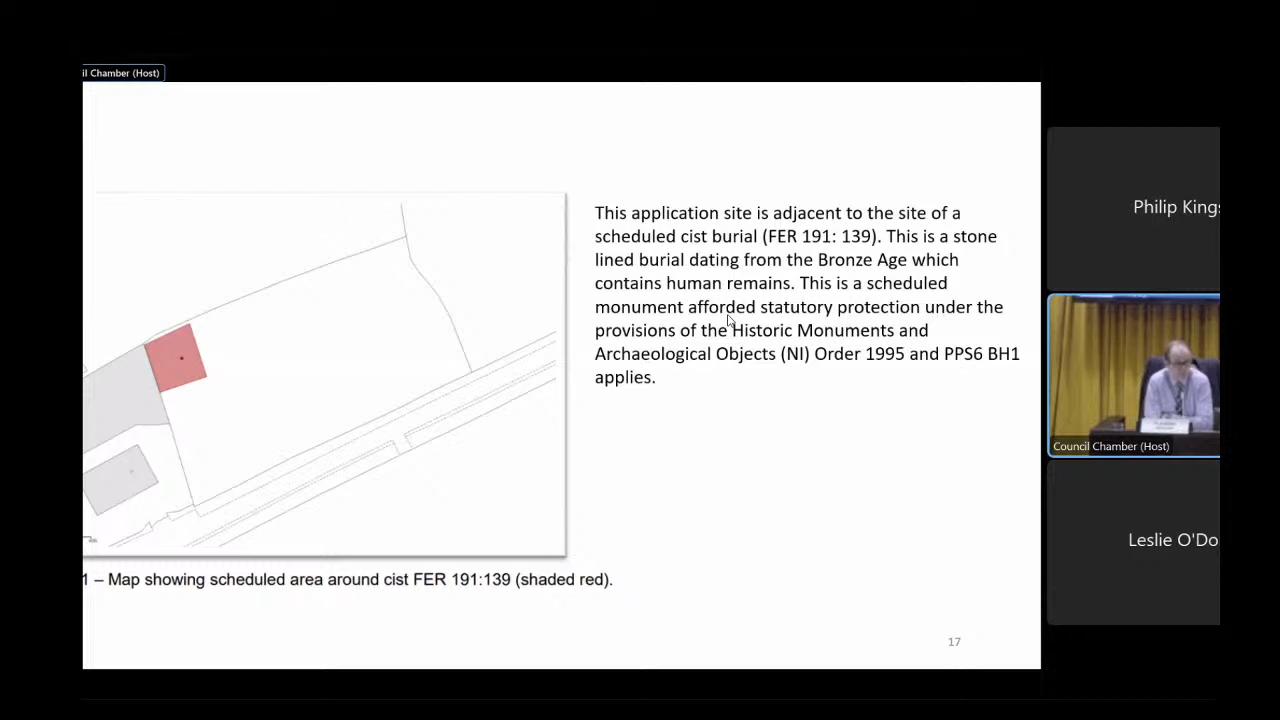 il Chamber (Host)
This application site is adjacent to the site of a
scheduled cist burial (FER 191: 139). This is a stone
lined burial dating from the Bronze Age which
contains human remains. This is a scheduled
monument afforded statutory protection under the
provisions of the Historic Monuments and
Archaeological Objects (NI) Order 1995 and PPS6 BH1
applies.
1 – Map showing scheduled area around cist FER 191:139 (shaded red).
17
Philip Kings
Council Chamber (Host)
Leslie O'Do